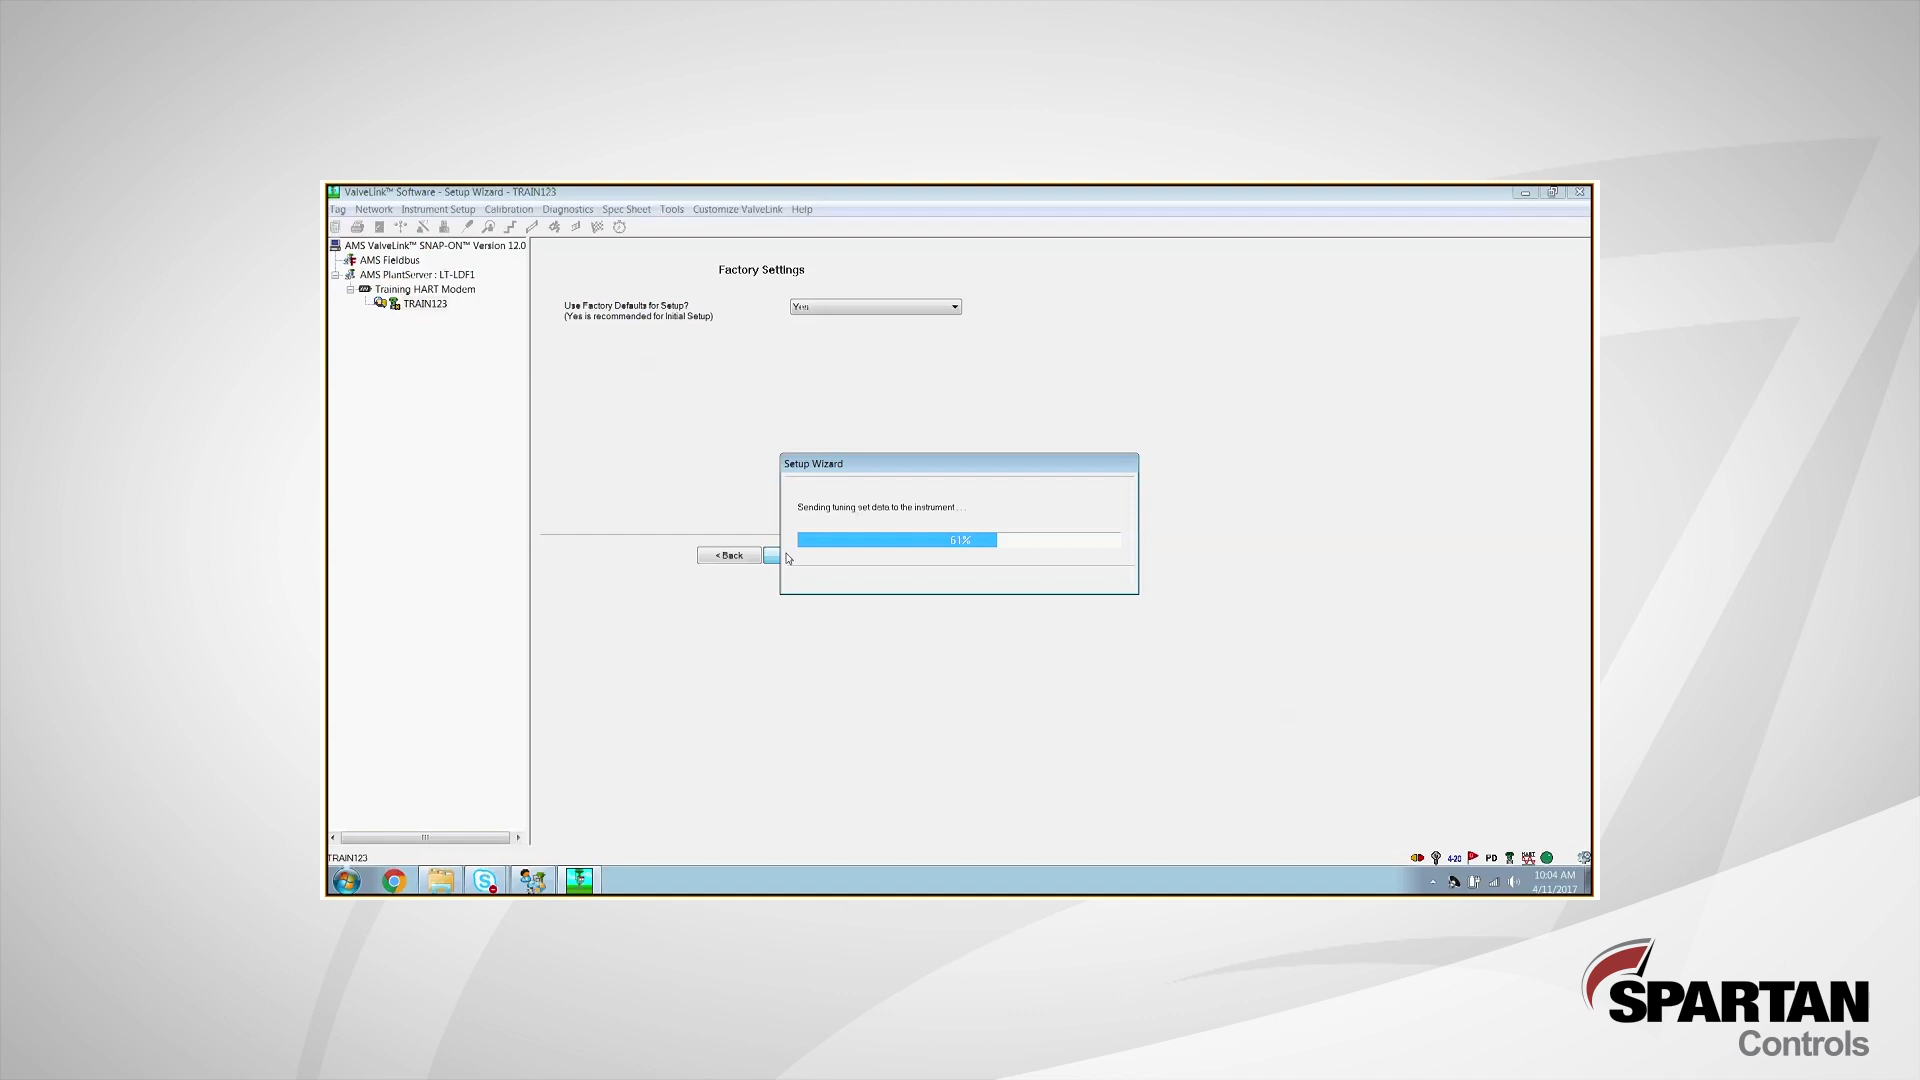 ValveLink™ Software - Setup Wizard - TRAIN123
Tag Network Instrument Setup Calibration Diagnostics Spec Sheet Tools Customize ValveLink Help
AMS ValveLink™ SNAP-ON™ Version 12.0
AMS Fieldbus
AMS PlantServer : LT-LDF1
Training HART Modem
TRAIN123
Factory Settings
Use Factory Defaults for Setup?
(Yes is recommended for Initial Setup)
Yes
Setup Wizard
Sending tuning set data to the instrument . . .
61%
< Back
TRAIN123
4-20 PD HART
10:04 AM
4/11/2017
SPARTAN
Controls